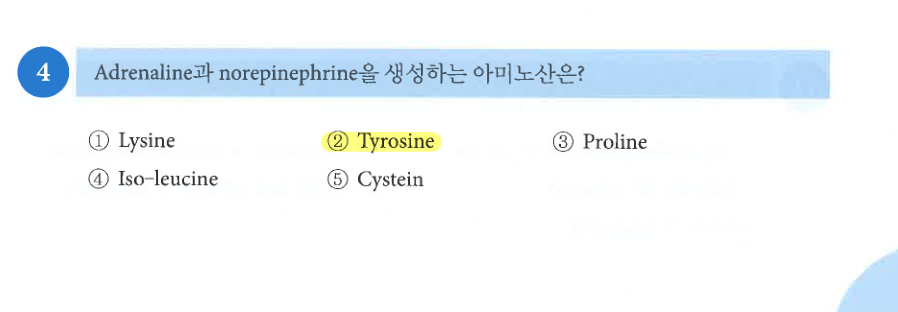 4 Adrenaline과 norepinephrine을 생성하는 아미노산은?
① Lysine ② Tyrosine ③ Proline
④ Iso-leucine ⑤ Cystein